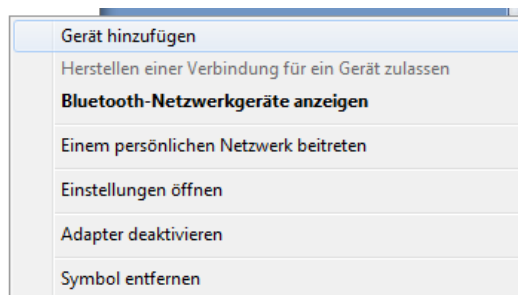 Gerät hinzufügen
Herstellen einer Verbindung für ein Gerät zulassen
Bluetooth-Netzwerkgeräte anzeigen
Einem persönlichen Netzwerk beitreten
Einstellungen öffnen
Adapter deaktivieren
Symbol entfernen